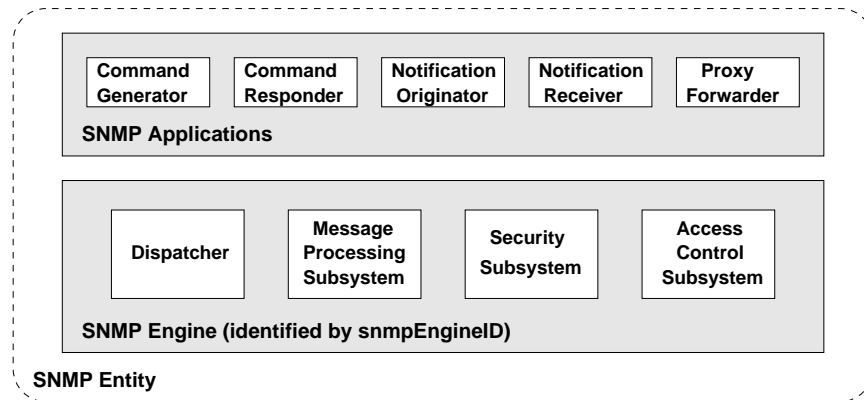 Command
Generator
Command
Responder
Notification
Originator
Notification
Receiver
Proxy
Forwarder
SNMP Applications
Dispatcher
Message
Processing
Subsystem
Security
Subsystem
Access
Control
Subsystem
SNMP Engine (identified by snmpEngineID)
SNMP Entity